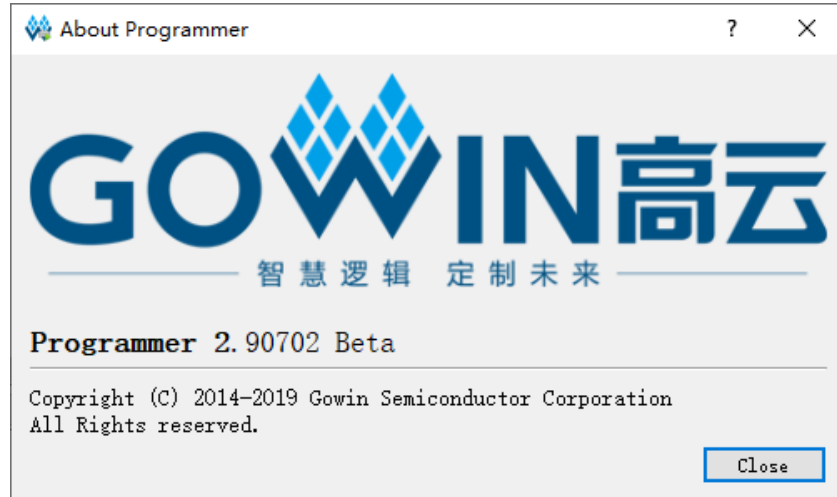 About Programmer
GOWIN高云
智慧逻辑 定制未来
Programmer 2.90702 Beta
Copyright (C) 2014-2019 Gowin Semiconductor Corporation
All Rights reserved.
Close